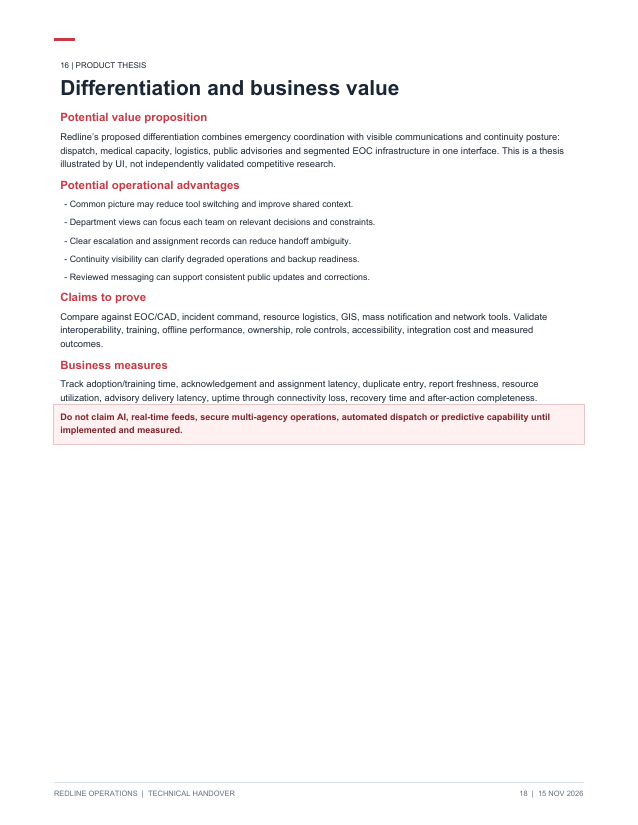 16 | PRODUCT THESIS
Differentiation and business value
Potential value proposition
Redline's proposed differentiation combines emergency coordination with visible communications and continuity posture:
dispatch, medical capacity, logistics, public advisories and segmented EOC infrastructure in one interface. This is a thesis
illustrated by UI, not independently validated competitive research.
Potential operational advantages
- Common picture may reduce tool switching and improve shared context.
- Department views can focus each team on relevant decisions and constraints.
- Clear escalation and assignment records can reduce handoff ambiguity.
- Continuity visibility can clarify degraded operations and backup readiness.
- Reviewed messaging can support consistent public updates and corrections.
Claims to prove
Compare against EOC/CAD, incident command, resource logistics, GIS, mass notification and network tools. Validate
interoperability, training, offline performance, ownership, role controls, accessibility, integration cost and measured
outcomes.
Business measures
Track adoption/training time, acknowledgement and assignment latency, duplicate entry, report freshness, resource
utilization, advisory delivery latency, uptime through connectivity loss, recovery time and after-action completeness.
Do not claim AI, real-time feeds, secure multi-agency operations, automated dispatch or predictive capability until
implemented and measured.
REDLINE OPERATIONS | TECHNICAL HANDOVER
18 | 15 NOV 2026